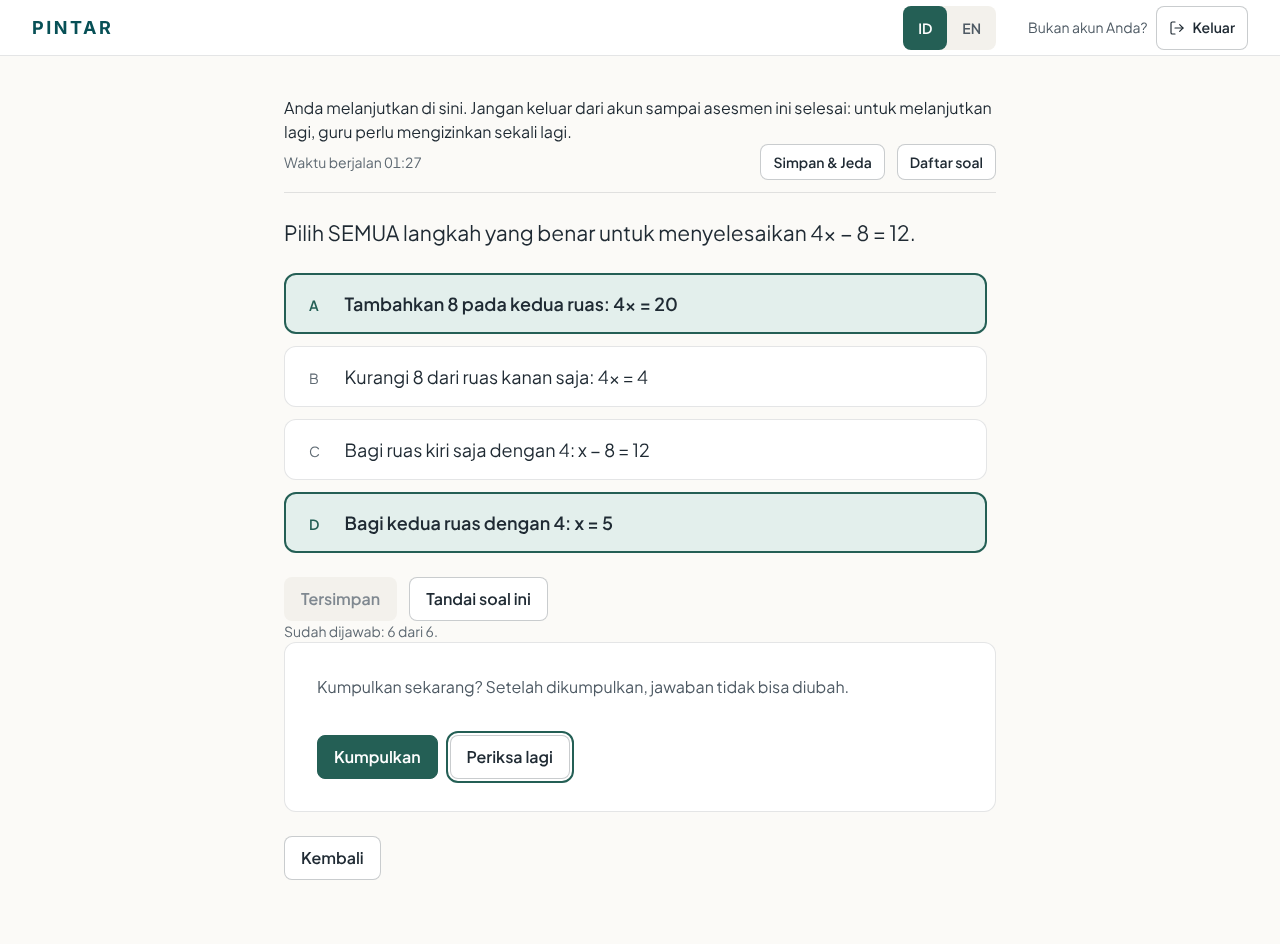 PINTAR
ID
EN
Bukan akun Anda?
Keluar
Anda melanjutkan di sini. Jangan keluar dari akun sampai asesmen ini selesai: untuk melanjutkan
lagi, guru perlu mengizinkan sekali lagi.
Waktu berjalan 01:27
Simpan & Jeda
Daftar soal
Pilih SEMUA langkah yang benar untuk menyelesaikan 4× − 8 = 12.
A Tambahkan 8 pada kedua ruas: 4× = 20
B Kurangi 8 dari ruas kanan saja: 4× = 4
C Bagi ruas kiri saja dengan 4: x − 8 = 12
D Bagi kedua ruas dengan 4: x = 5
Tersimpan
Tandai soal ini
Sudah dijawab: 6 dari 6.
Kumpulkan sekarang? Setelah dikumpulkan, jawaban tidak bisa diubah.
Kumpulkan
Periksa lagi
Kembali